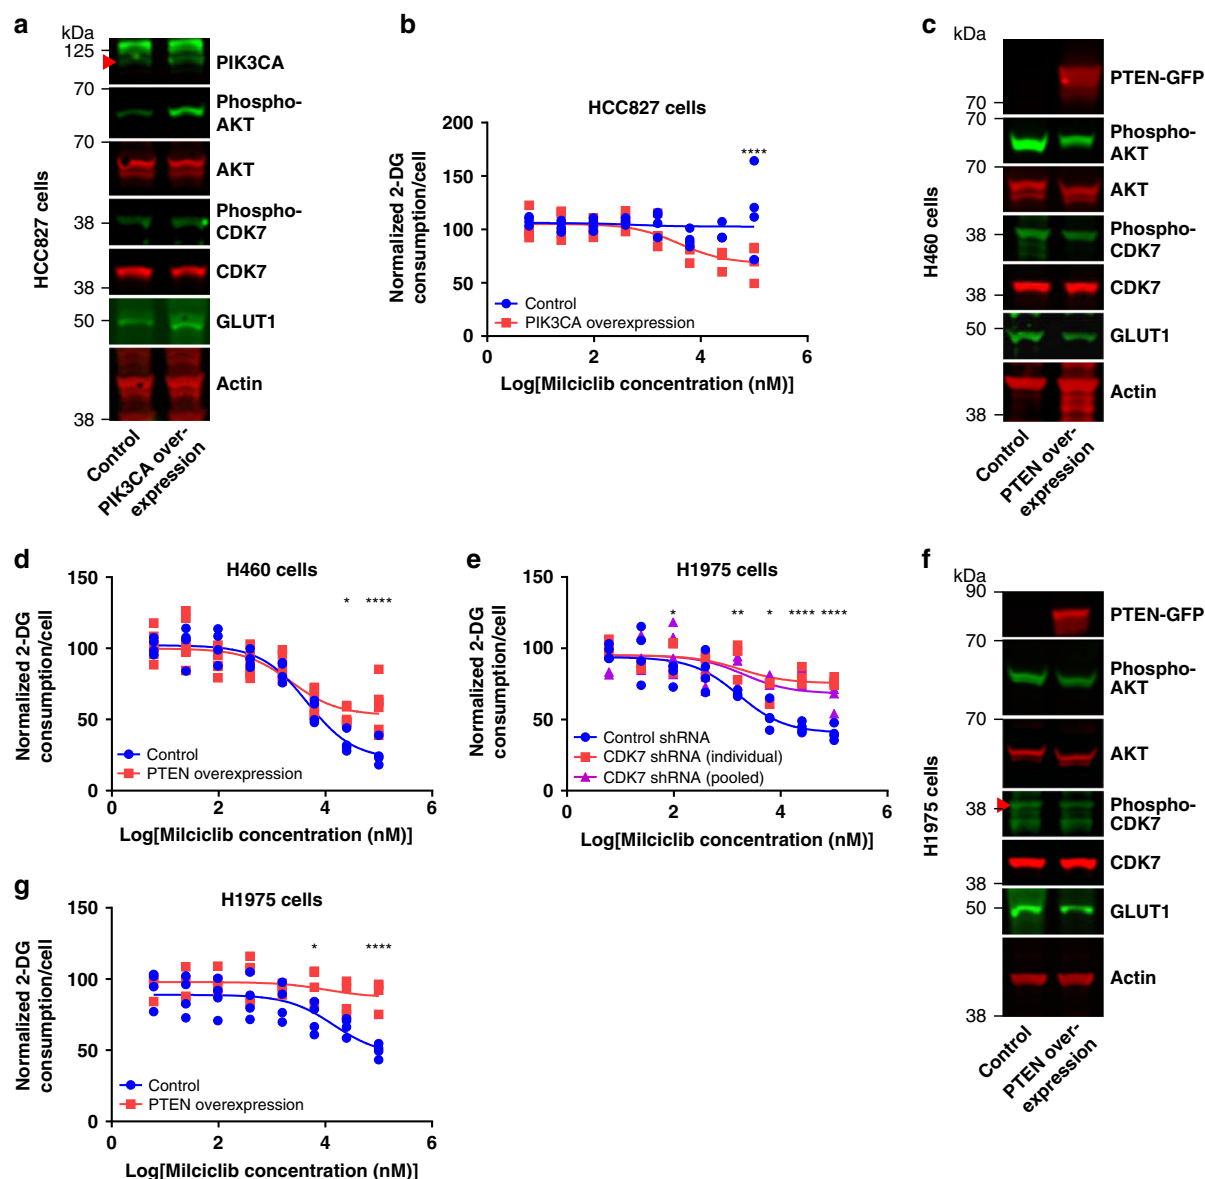 a
kDa
125
70
70
38
38
50
38
HCC827 cells
PIK3CA
Phospho-
AKT
AKT
Phospho-
CDK7
CDK7
GLUT1
Actin
Control
PIK3CA over-
expression
b
HCC827 cells
Normalized 2-DG
consumption/cell
200
150
100
50
0
****
Control
PIK3CA overexpression
0
2
4
6
Log[Milciclib concentration (nM)]
c
kDa
70
70
70
38
38
50
38
H460 cells
PTEN-GFP
Phospho-
AKT
AKT
Phospho-
CDK7
CDK7
GLUT1
Actin
Control
PTEN over-
expression
d
H460 cells
Normalized 2-DG
consumption/cell
150
100
50
0
* ****
Control
PTEN overexpression
0
2
4
6
Log[Milciclib concentration (nM)]
e
H1975 cells
Normalized 2-DG
consumption/cell
150
100
50
0
* ** * **** ****
Control shRNA
CDK7 shRNA (individual)
CDK7 shRNA (pooled)
0
2
4
6
Log[Milciclib concentration (nM)]
f
kDa
90
70
70
38
38
50
38
H1975 cells
PTEN-GFP
Phospho-
AKT
AKT
Phospho-
CDK7
CDK7
GLUT1
Actin
Control
PTEN over-
expression
g
H1975 cells
Normalized 2-DG
consumption/cell
150
100
50
0
* ****
Control
PTEN overexpression
0
2
4
6
Log[Milciclib concentration (nM)]